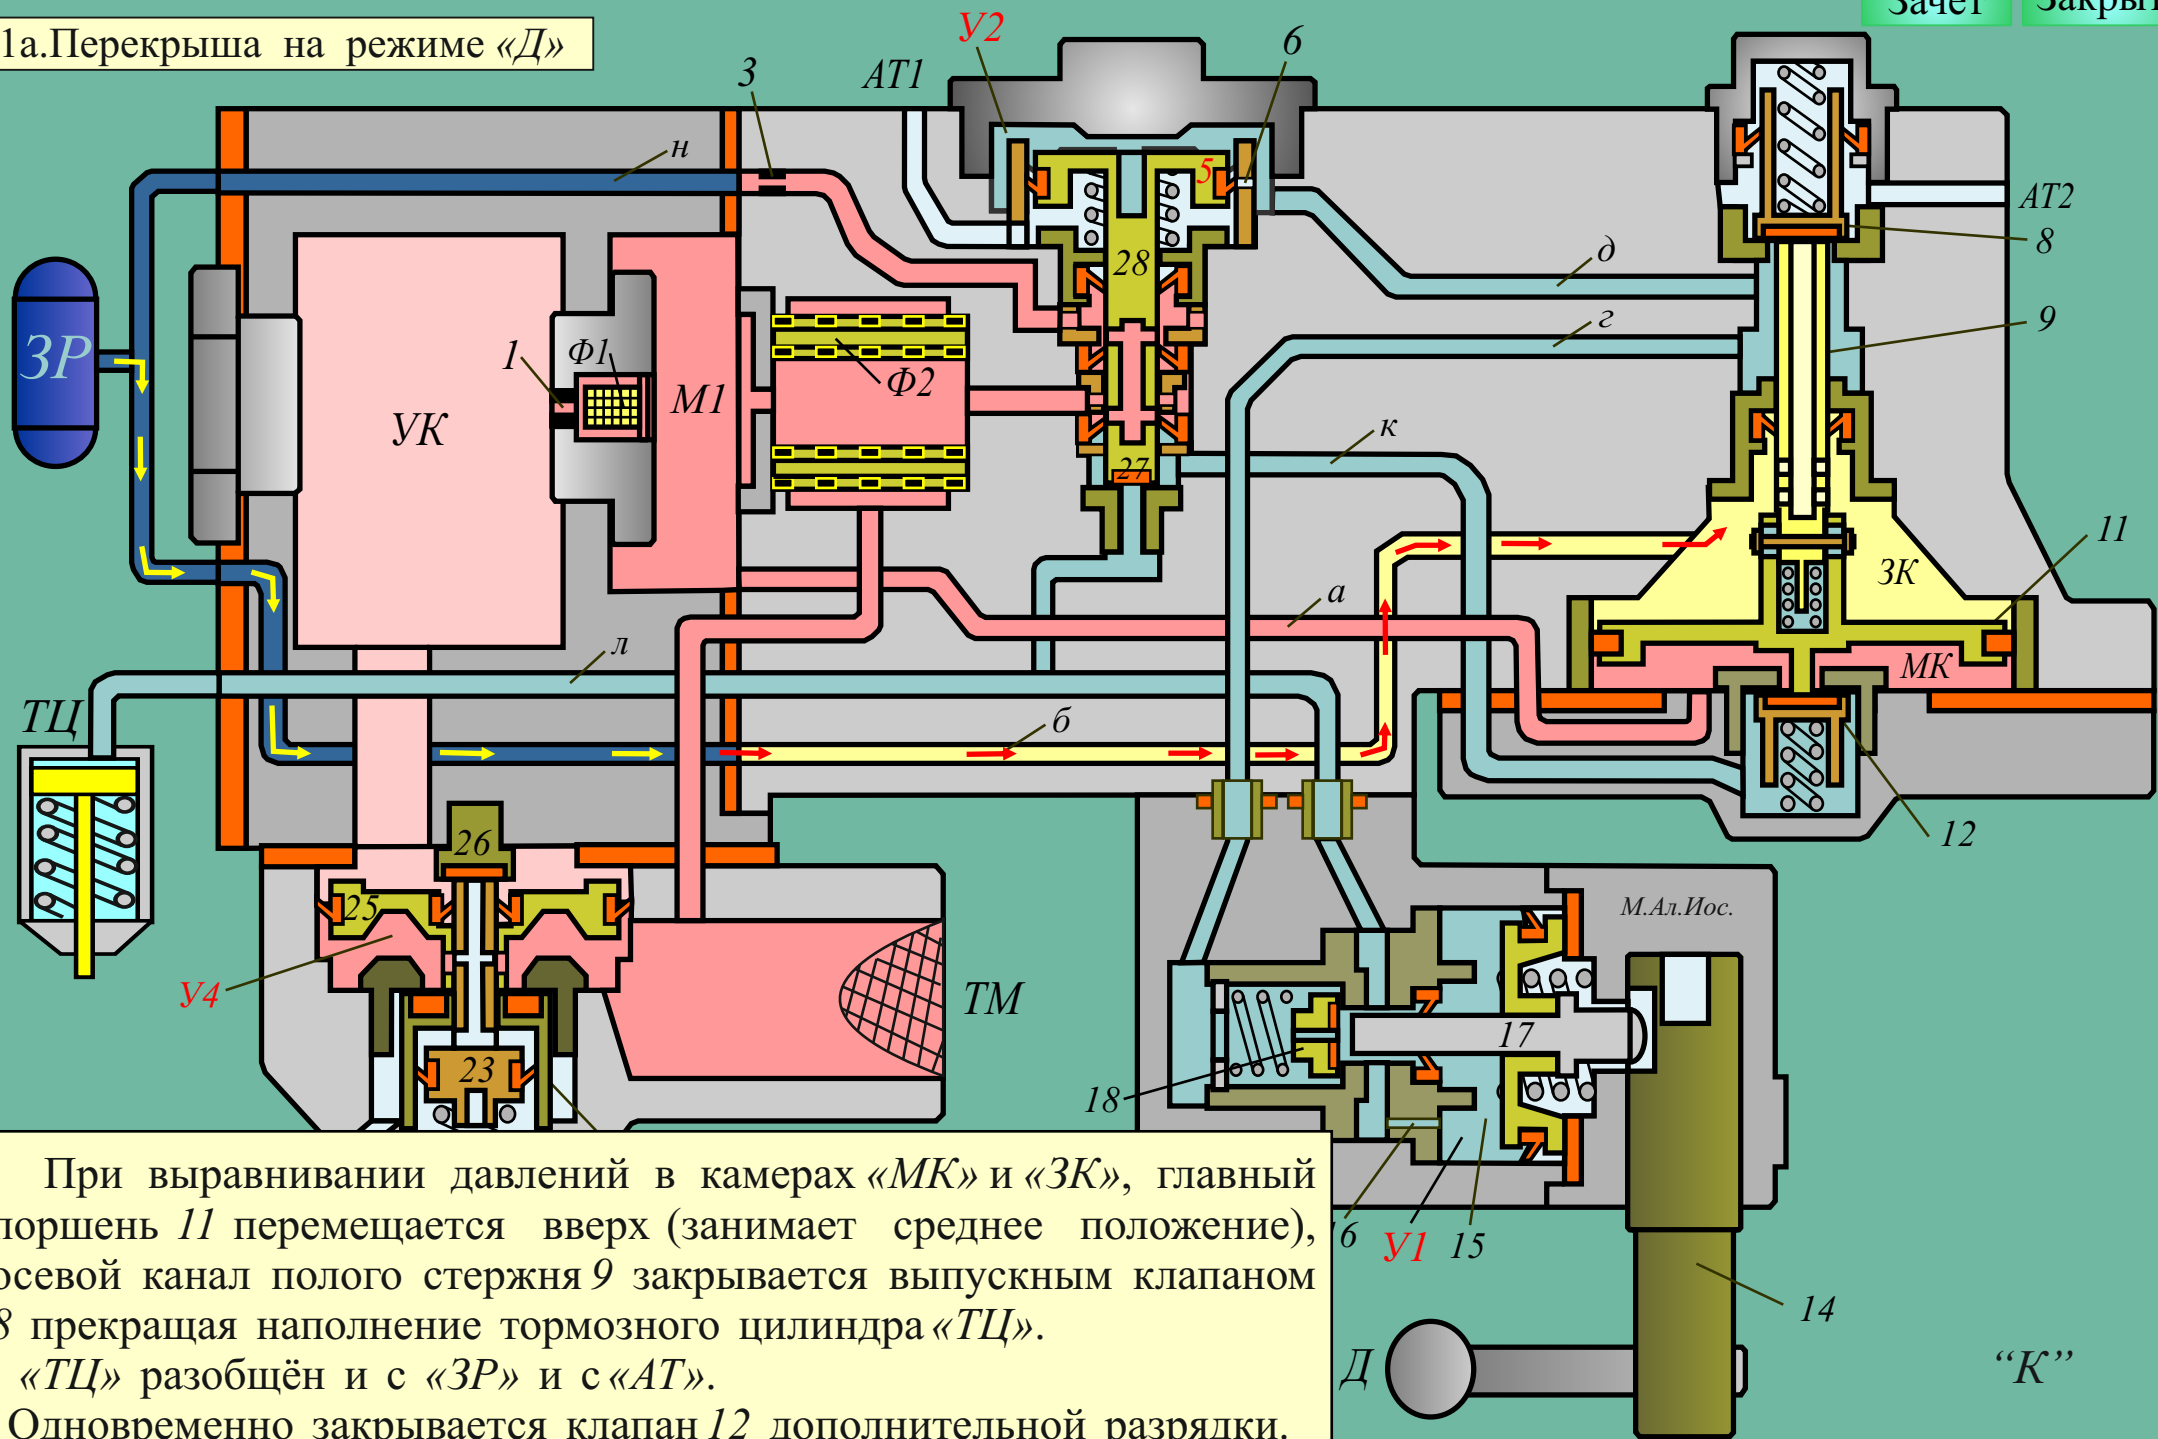 Зачет
1а.Перекрыша на режиме «Д»
У2
6
3
АТ1
н
5
АТ2
8
28
д
г
9
ЗР
1
Ф1
Ф2
М1
УК
к
27
11
ЗК
а
л
МК
ТЦ
б
12
26
25
М.Ал.Иос.
У4
ТМ
17
23
18
При выравнивании давлений в камерах «МК» и «ЗК», главный
поршень 11 перемещается вверх (занимает среднее положение),
осевой канал полого стержня 9 закрывается выпускным клапаном
8 прекращая наполнение тормозного цилиндра «ТЦ».
«ТЦ» разобщён и с «ЗР» и с «АТ».
Одновременно закрывается клапан 12 дополнительной разрядки.
6
У1
15
14
Д
“К”